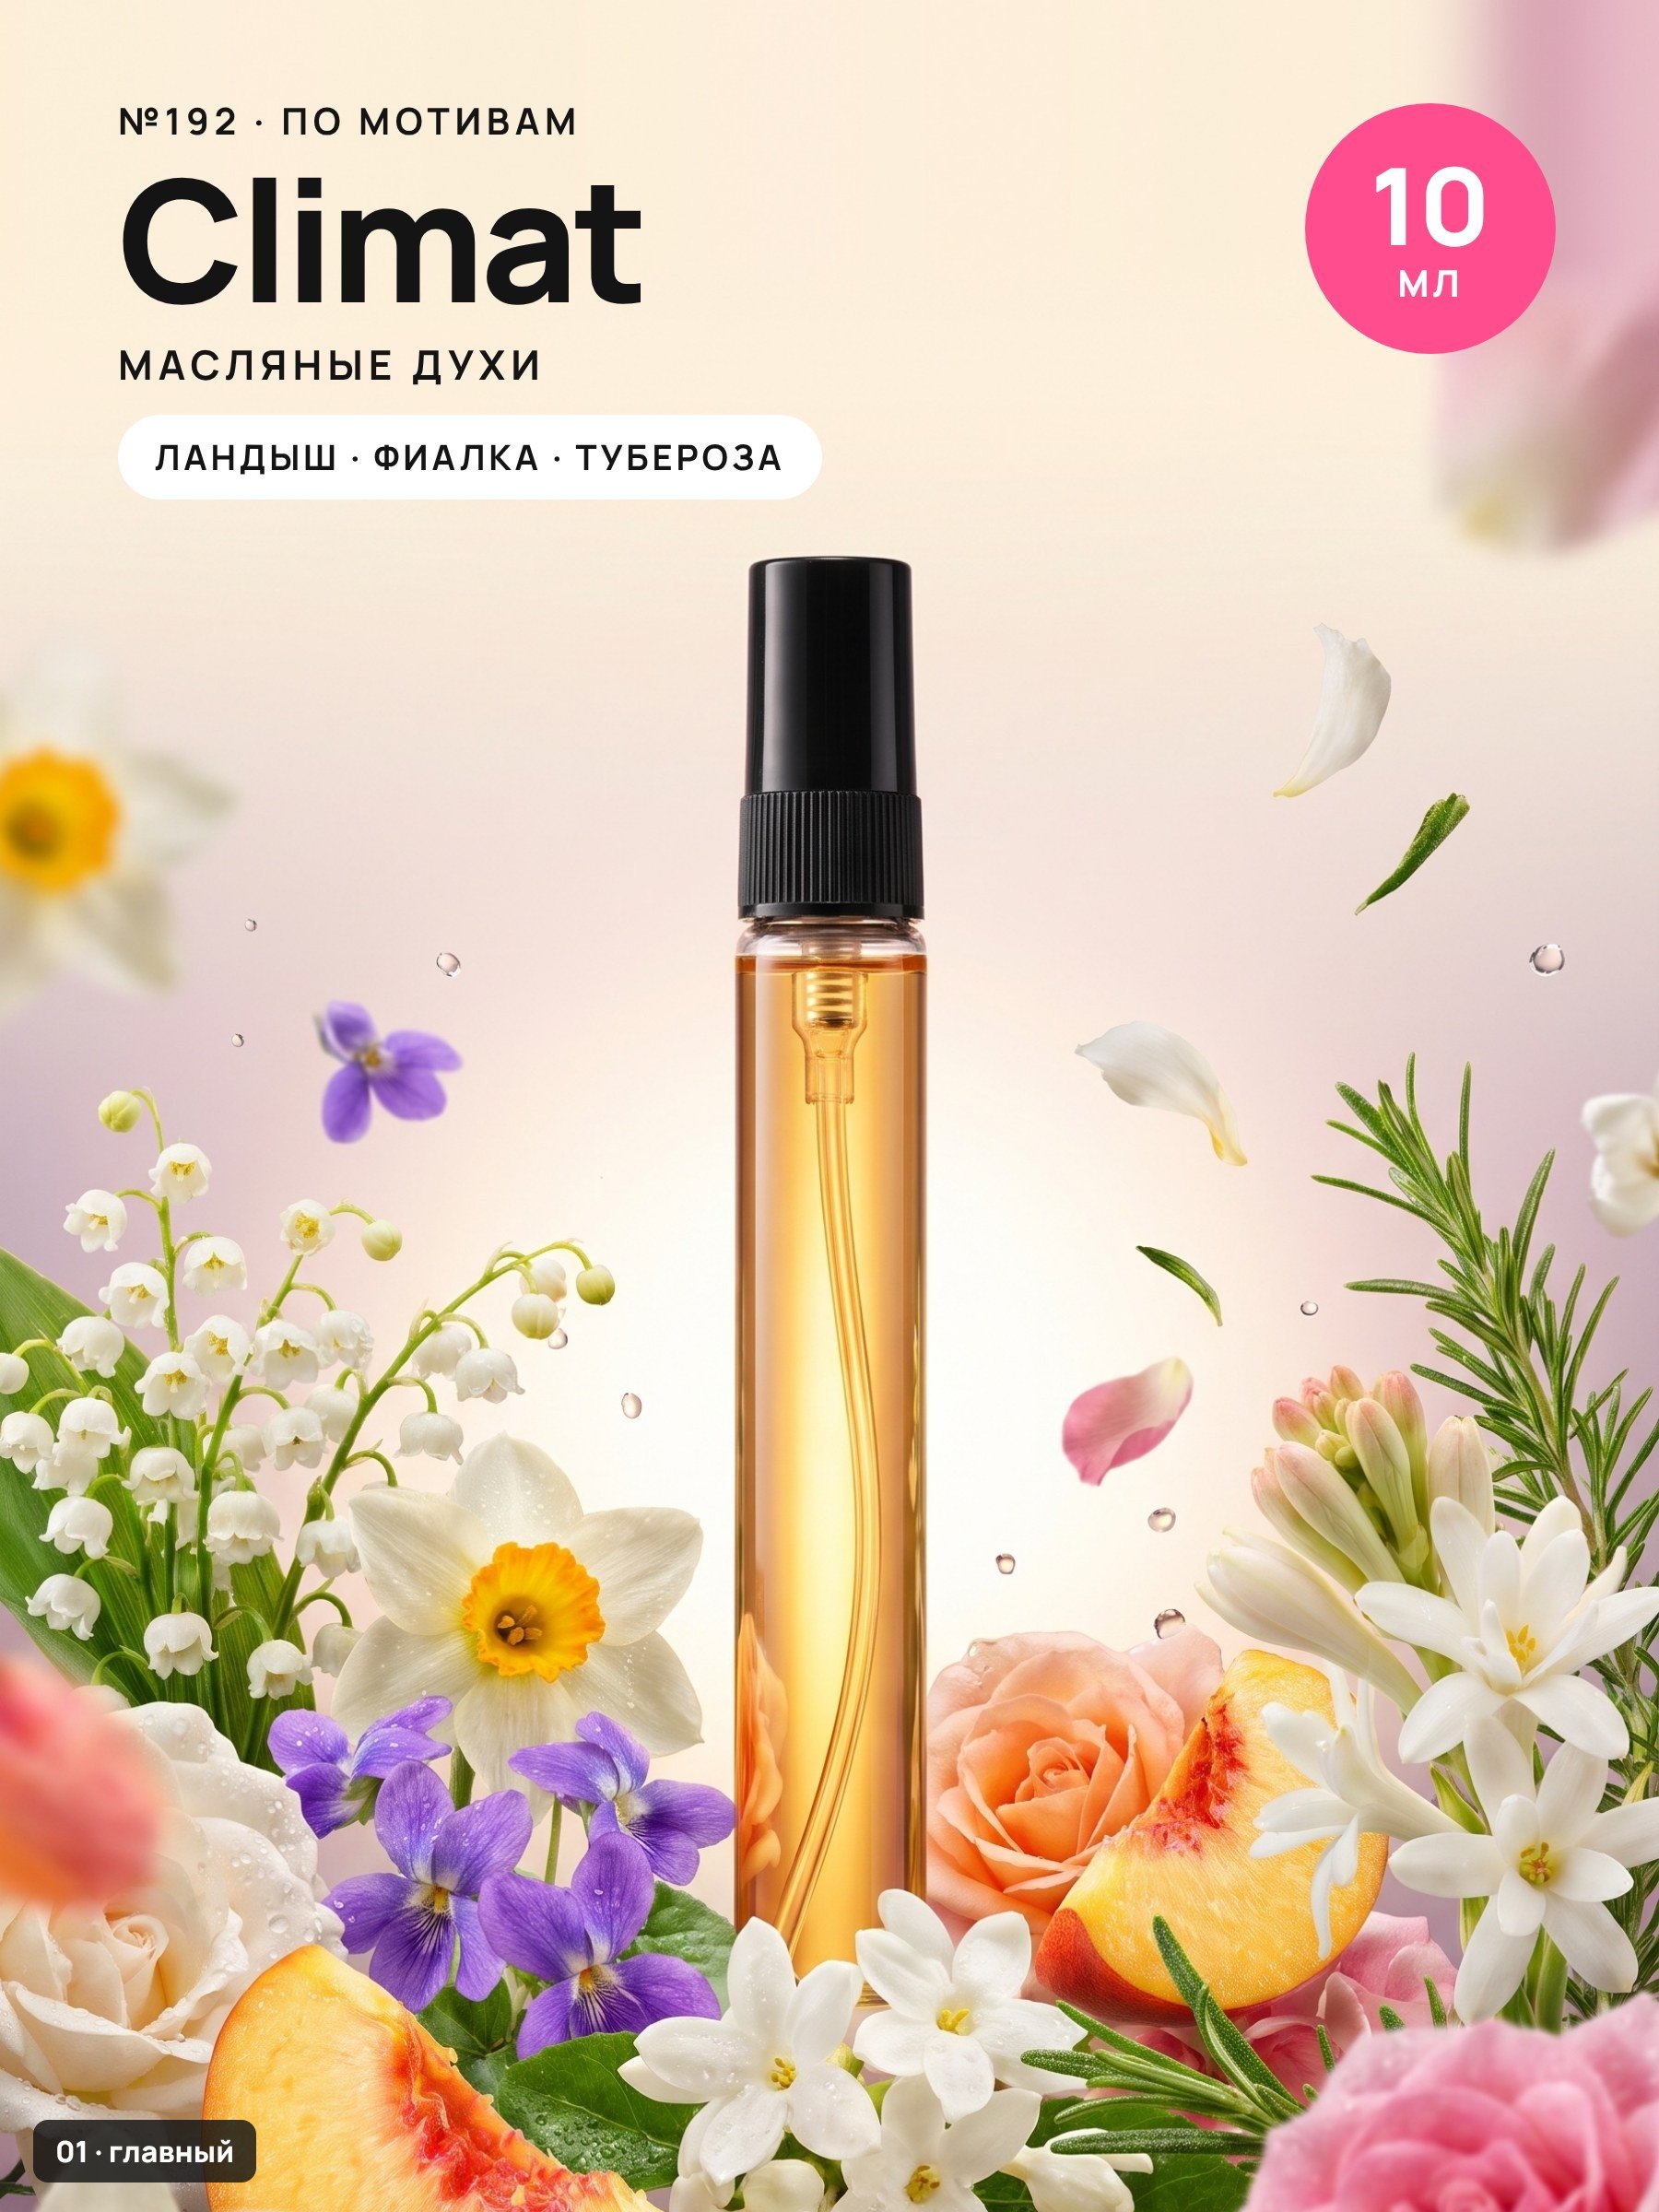 №192 · ПО МОТИВАМ
Climat
МАСЛЯНЫЕ ДУХИ
ЛАНДЫШ · ФИАЛКА · ТУБЕРОЗА
10
МЛ
01 · главный